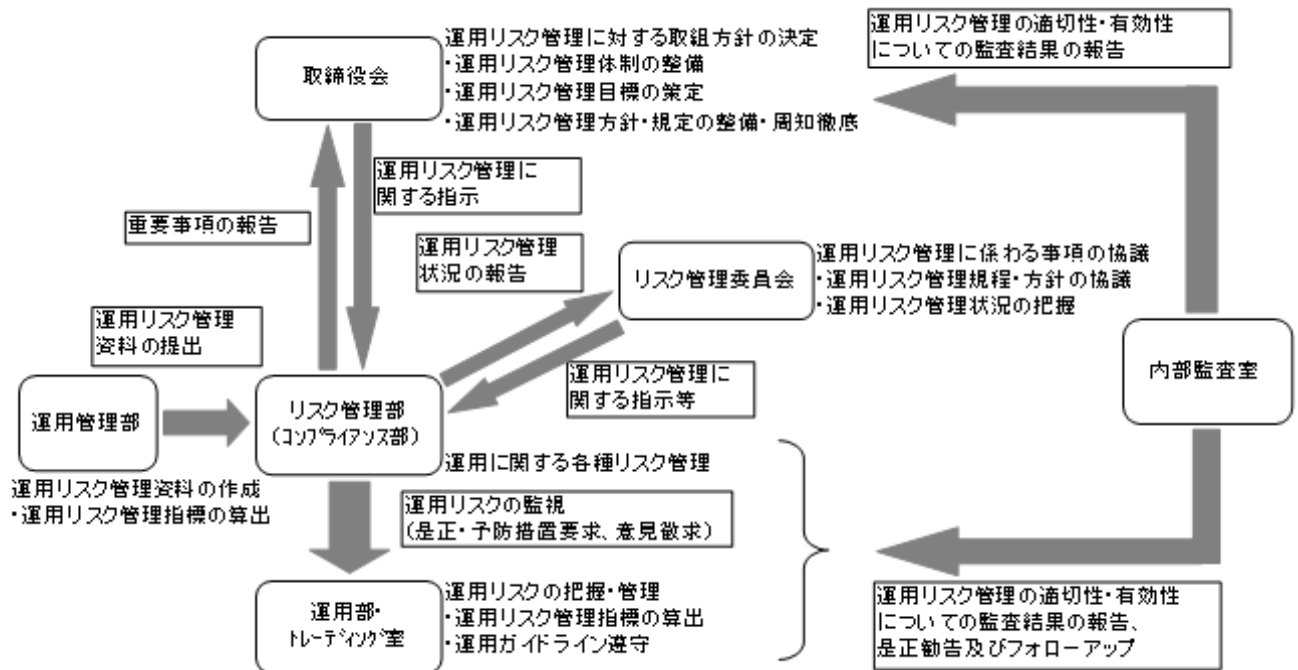 運用リスク管理に対する取組方針の決定
・運用リスク管理体制の整備
・運用リスク管理目標の策定
・運用リスク管理方針・規定の整備・周知徹底
取締役会
運用リスク管理の適切性・有効性
についての監査結果の報告
運用リスク管理に
関する指示
重要事項の報告
運用リスク管理
状況の報告
リスク管理委員会
運用リスク管理に係わる事項の協議
・運用リスク管理規程・方針の協議
・運用リスク管理状況の把握
運用リスク管理
資料の提出
運用リスク管理に
関する指示等
内部監査室
運用管理部
リスク管理部
(コンプライアンス部)
運用に関する各種リスク管理
運用リスク管理資料の作成
・運用リスク管理指標の算出
運用リスクの監視
(是正・予防措置要求、意見徴求)
運用部・
トレーディング室
運用リスクの把握・管理
・運用リスク管理指標の算出
・運用ガイドライン遵守
運用リスク管理の適切性・有効性
についての監査結果の報告、
是正勧告及びフォローアップ